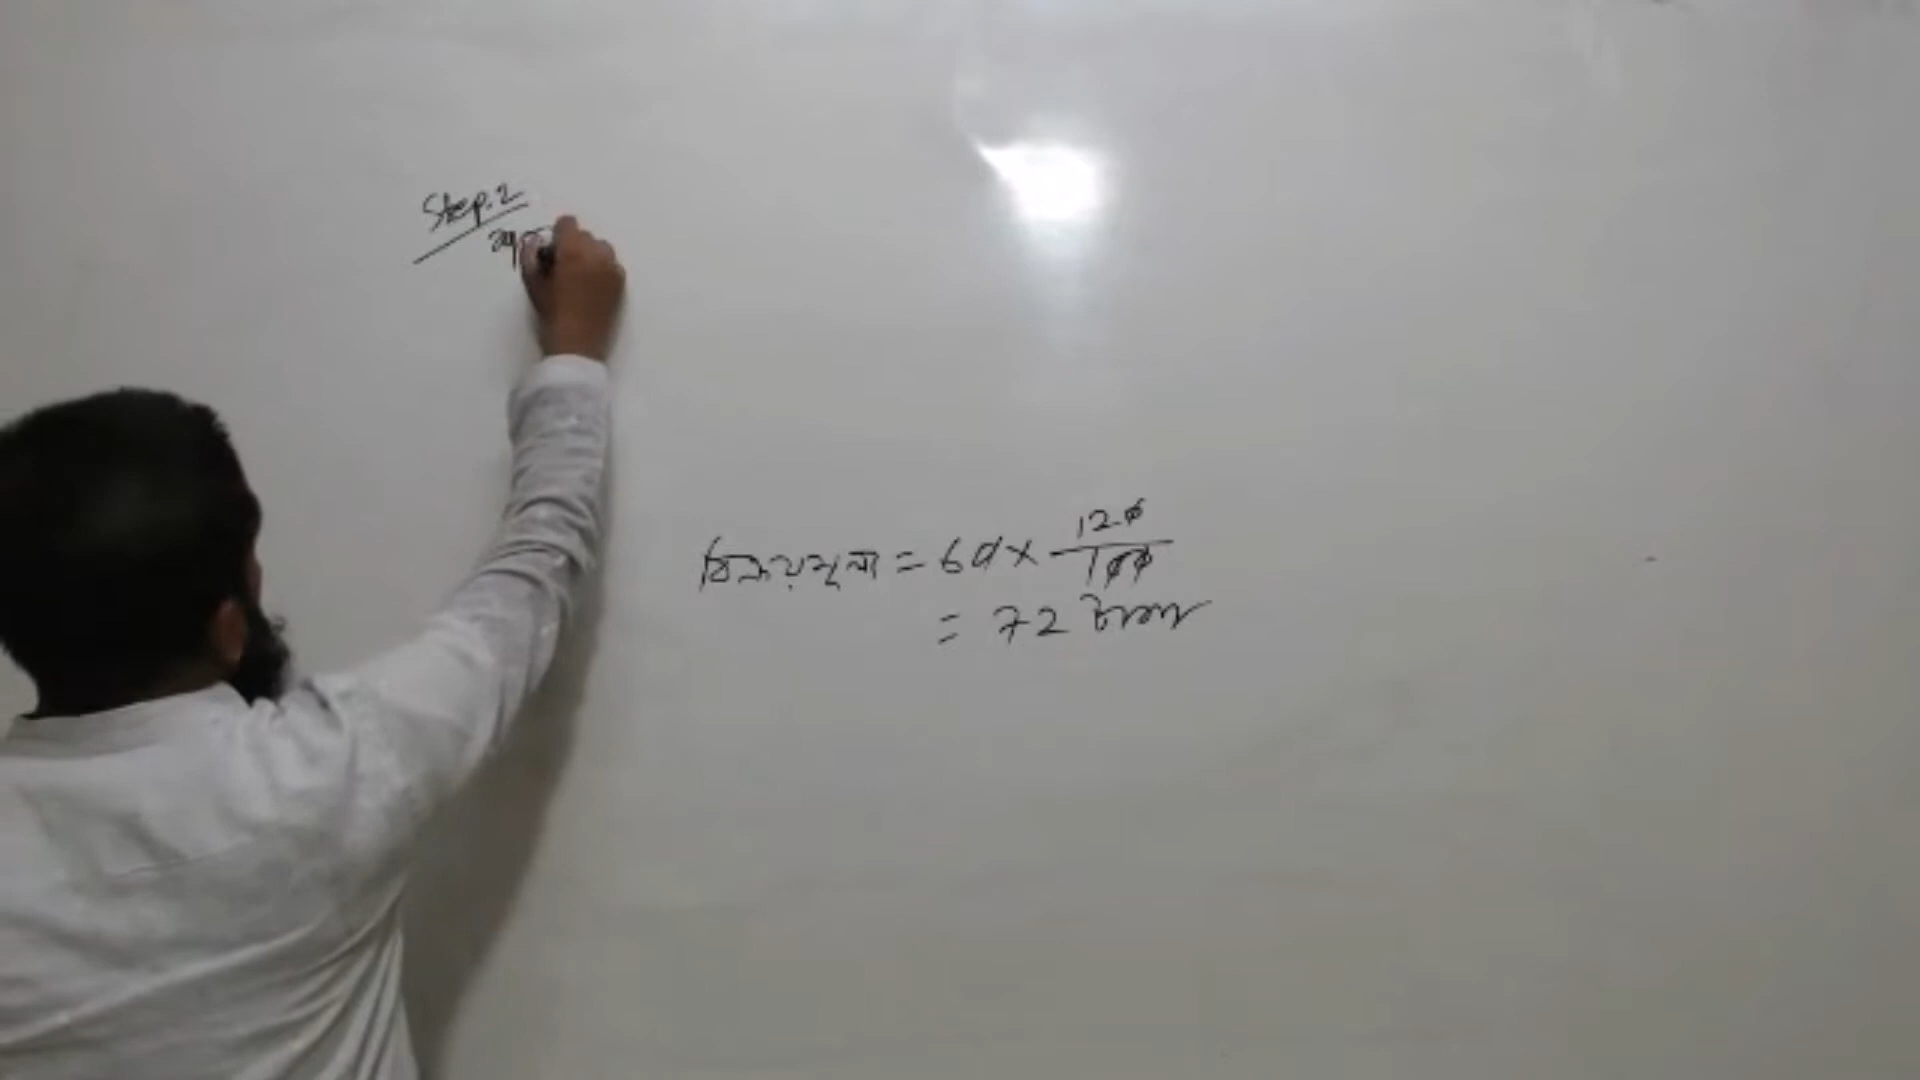 Step.2
বিক্রয়মূল্য = 60 × 120/100
= 72 টাকা